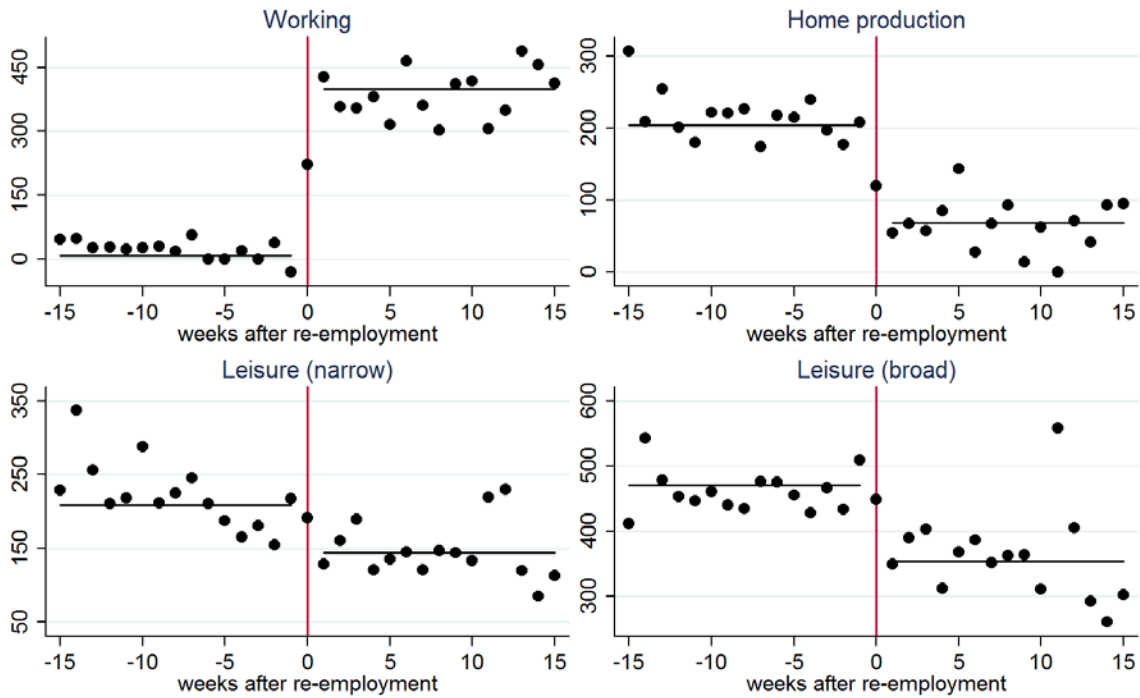 Working
450
300
150
0
-15 -10 -5 0 5 10 15
weeks after re-employment
Home production
300
200
100
0
-15 -10 -5 0 5 10 15
weeks after re-employment
Leisure (narrow)
350
250
150
50
-15 -10 -5 0 5 10 15
weeks after re-employment
Leisure (broad)
600
500
400
300
-15 -10 -5 0 5 10 15
weeks after re-employment